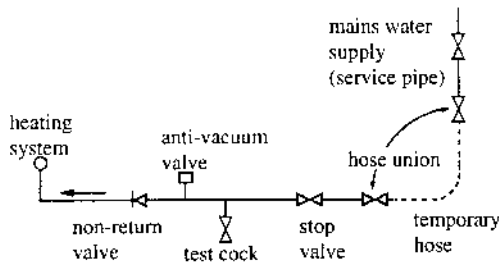 mains water
supply
(service pipe)
heating
system
anti-vacuum
valve
hose union
non-return
valve
test cock
stop
valve
temporary
hose